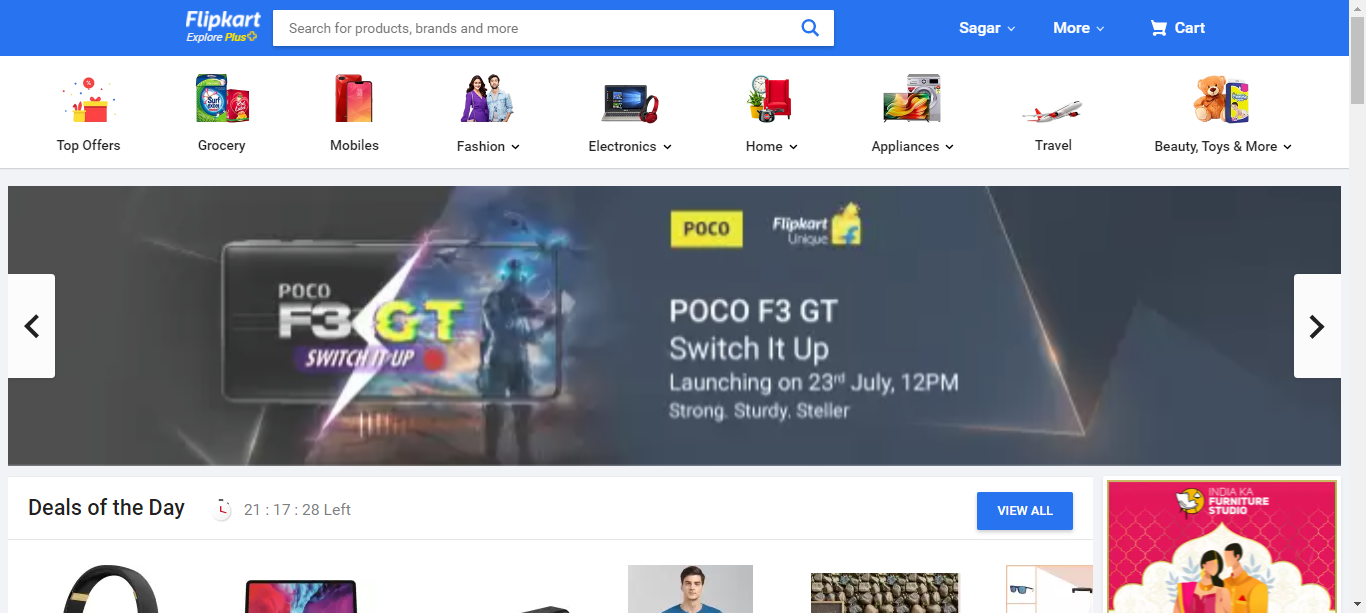 Flipkart
Explore Plus
Search for products, brands and more
Sagar
More
Cart
Top Offers
Grocery
Mobiles
Fashion
Electronics
Home
Appliances
Travel
Beauty, Toys & More
Surf
excel
POCO
Flipkart
Unique
POCO
F3 GT
SWITCH IT UP
POCO F3 GT
Switch It Up
Launching on 23rd July, 12PM
Strong. Sturdy. Steller
Deals of the Day
21 : 17 : 28 Left
VIEW ALL
INDIA KA
FURNITURE
STUDIO